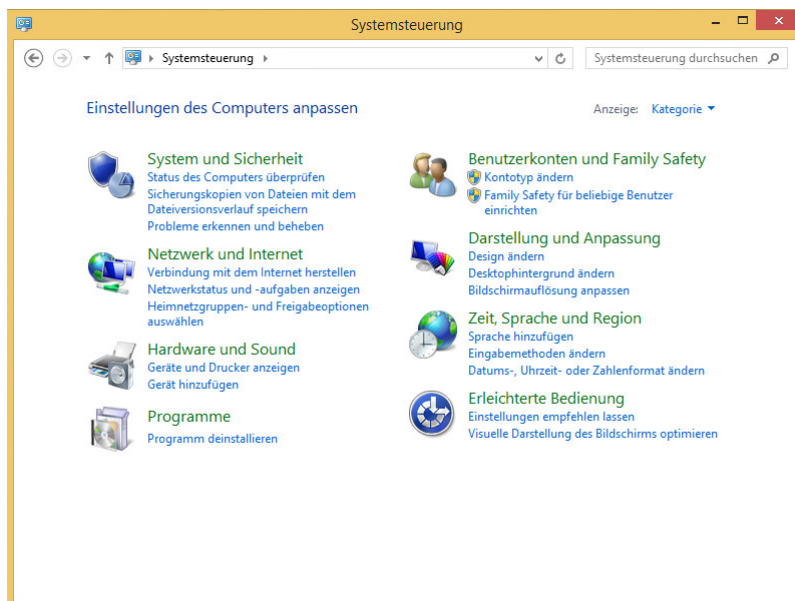 Systemsteuerung
Systemsteuerung
Systemsteuerung durchsuchen
Einstellungen des Computers anpassen
Anzeige: Kategorie
System und Sicherheit
Status des Computers überprüfen
Sicherungskopien von Dateien mit dem
Dateiversionsverlauf speichern
Probleme erkennen und beheben
Netzwerk und Internet
Verbindung mit dem Internet herstellen
Netzwerkstatus und -aufgaben anzeigen
Heimnetzgruppen- und Freigabeoptionen
auswählen
Hardware und Sound
Geräte und Drucker anzeigen
Gerät hinzufügen
Programme
Programm deinstallieren
Benutzerkonten und Family Safety
Kontotyp ändern
Family Safety für beliebige Benutzer
einrichten
Darstellung und Anpassung
Design ändern
Desktophintergrund ändern
Bildschirmauflösung anpassen
Zeit, Sprache und Region
Sprache hinzufügen
Eingabemethoden ändern
Datums-, Uhrzeit- oder Zahlenformat ändern
Erleichterte Bedienung
Einstellungen empfehlen lassen
Visuelle Darstellung des Bildschirms optimieren